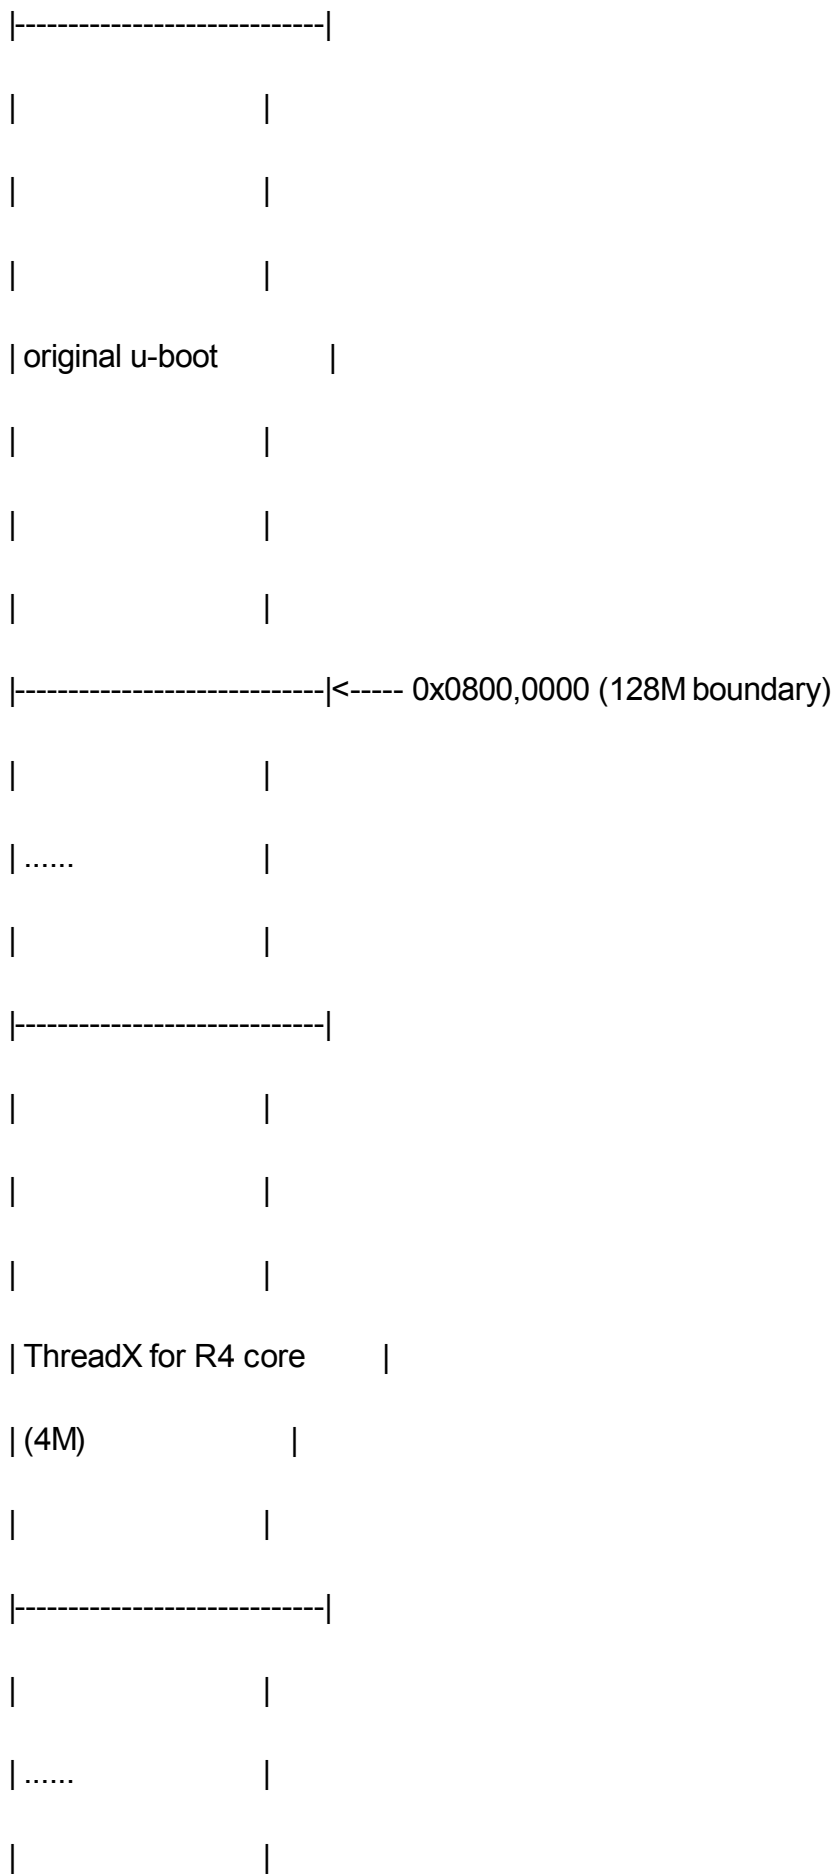 |-----------------------------|
| |
| |
| |
| original u-boot |
| |
| |
| |
|-----------------------------|<----- 0x0800,0000 (128M boundary)
| |
| ...... |
| |
|-----------------------------|
| |
| |
| |
| ThreadX for R4 core |
| (4M) |
| |
|-----------------------------|
| |
| ...... |
| |